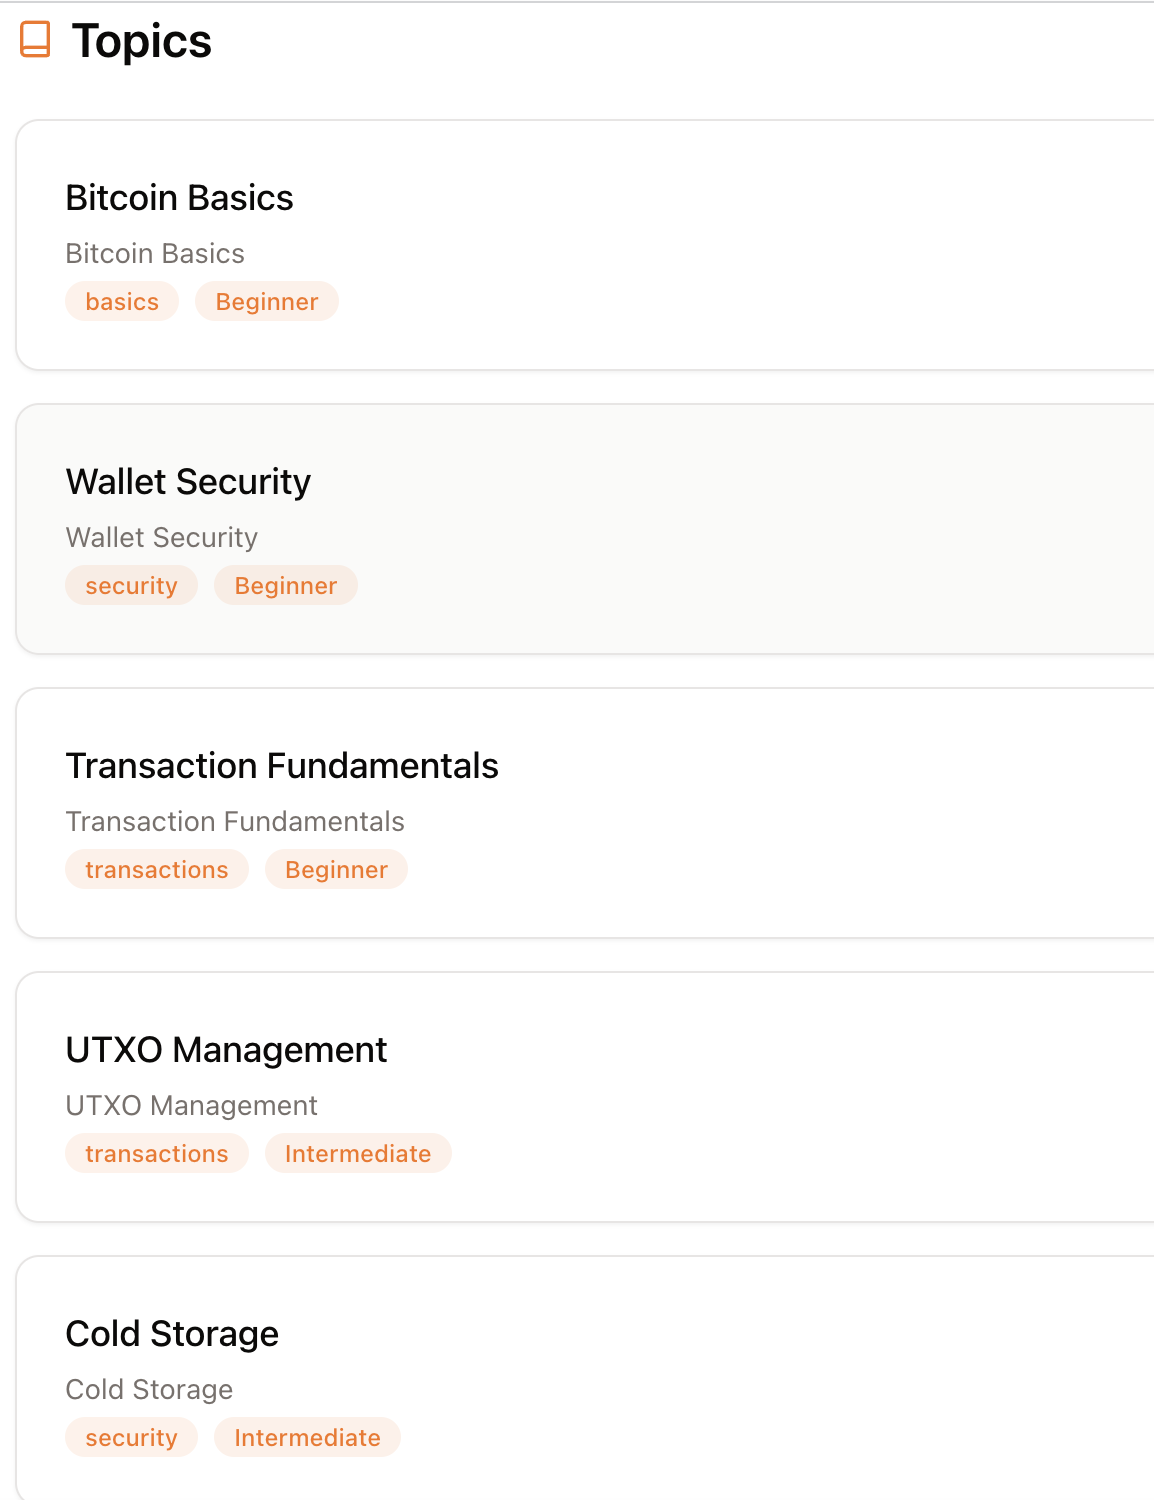 Topics
Bitcoin Basics
Bitcoin Basics
basics Beginner
Wallet Security
Wallet Security
security Beginner
Transaction Fundamentals
Transaction Fundamentals
transactions Beginner
UTXO Management
UTXO Management
transactions Intermediate
Cold Storage
Cold Storage
security Intermediate